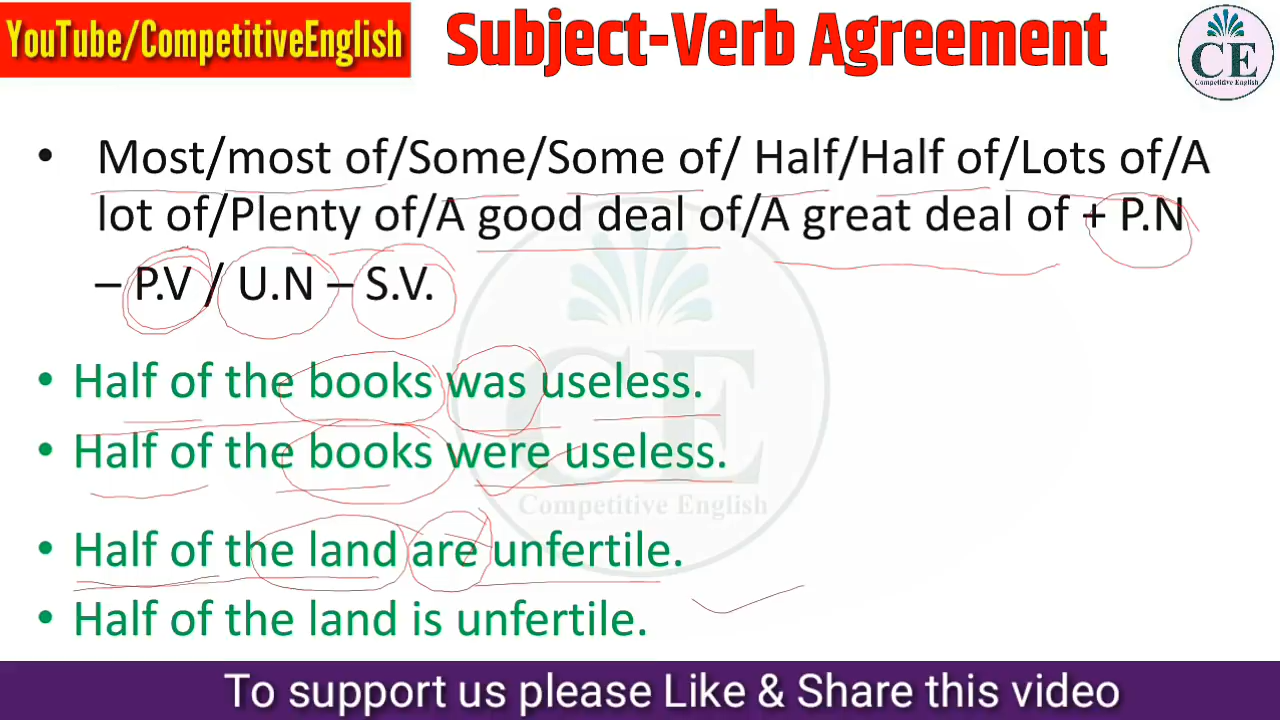 YouTube/CompetitiveEnglish
Subject-Verb Agreement
CE
Competitive English
• Most/most of/Some/Some of/ Half/Half of/Lots of/A
lot of/Plenty of/A good deal of/A great deal of + P.N
– P.V / U.N – S.V.
• Half of the books was useless.
• Half of the books were useless.
CE
Competitive English
• Half of the land are unfertile.
• Half of the land is unfertile.
To support us please Like & Share this video